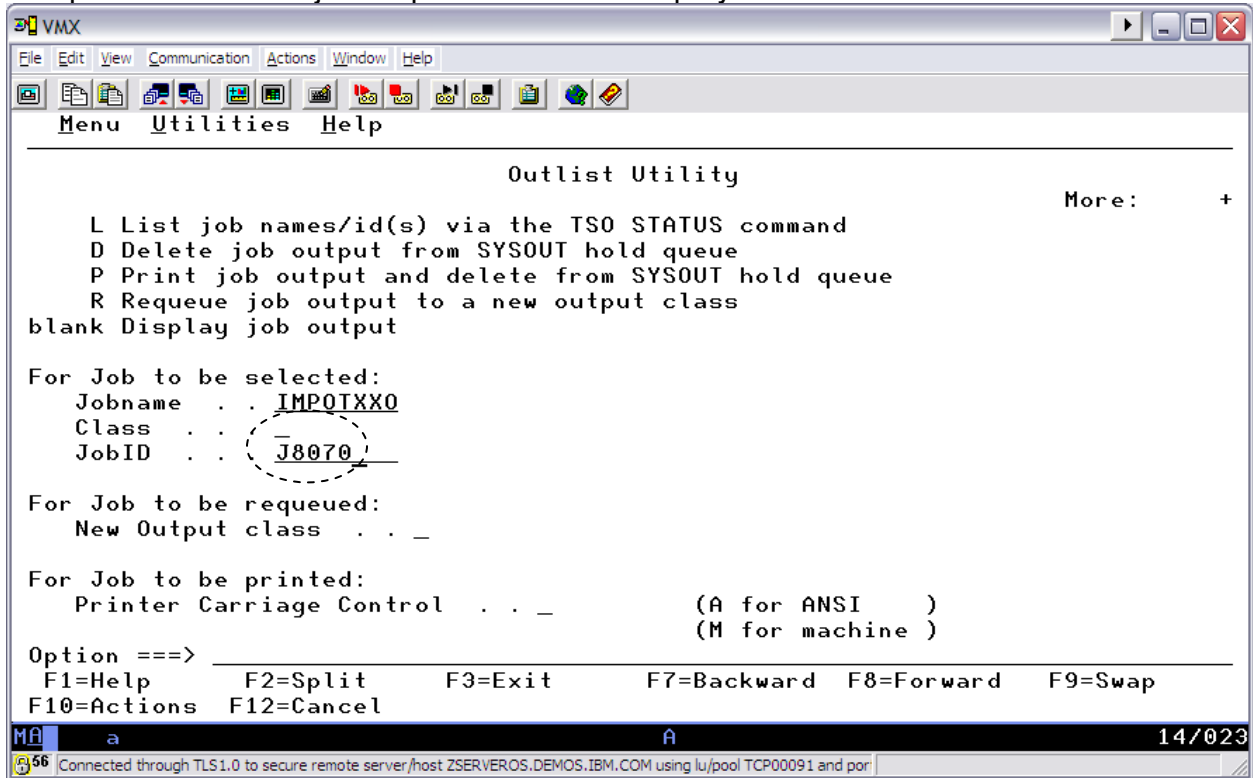 VMX
File Edit View Communication Actions Window Help
Menu Utilities Help
Outlist Utility
More: +
L List job names/id(s) via the TSO STATUS command
D Delete job output from SYSOUT hold queue
P Print job output and delete from SYSOUT hold queue
R Requeue job output to a new output class
blank Display job output
For Job to be selected:
Jobname . . IMPOTXXO
Class . . _
JobID . . . J8070_
For Job to be requeued:
New Output class . . _
For Job to be printed:
Printer Carriage Control . . _ (A for ANSI )
(M for machine )
Option ===>
F1=Help F2=Split F3=Exit F7=Backward F8=Forward F9=Swap
F10=Actions F12=Cancel
MA a A 14/023
56 Connected through TLS1.0 to secure remote server/host ZSERVEROS.DEMOS.IBM.COM using lu/pool TCP00091 and por